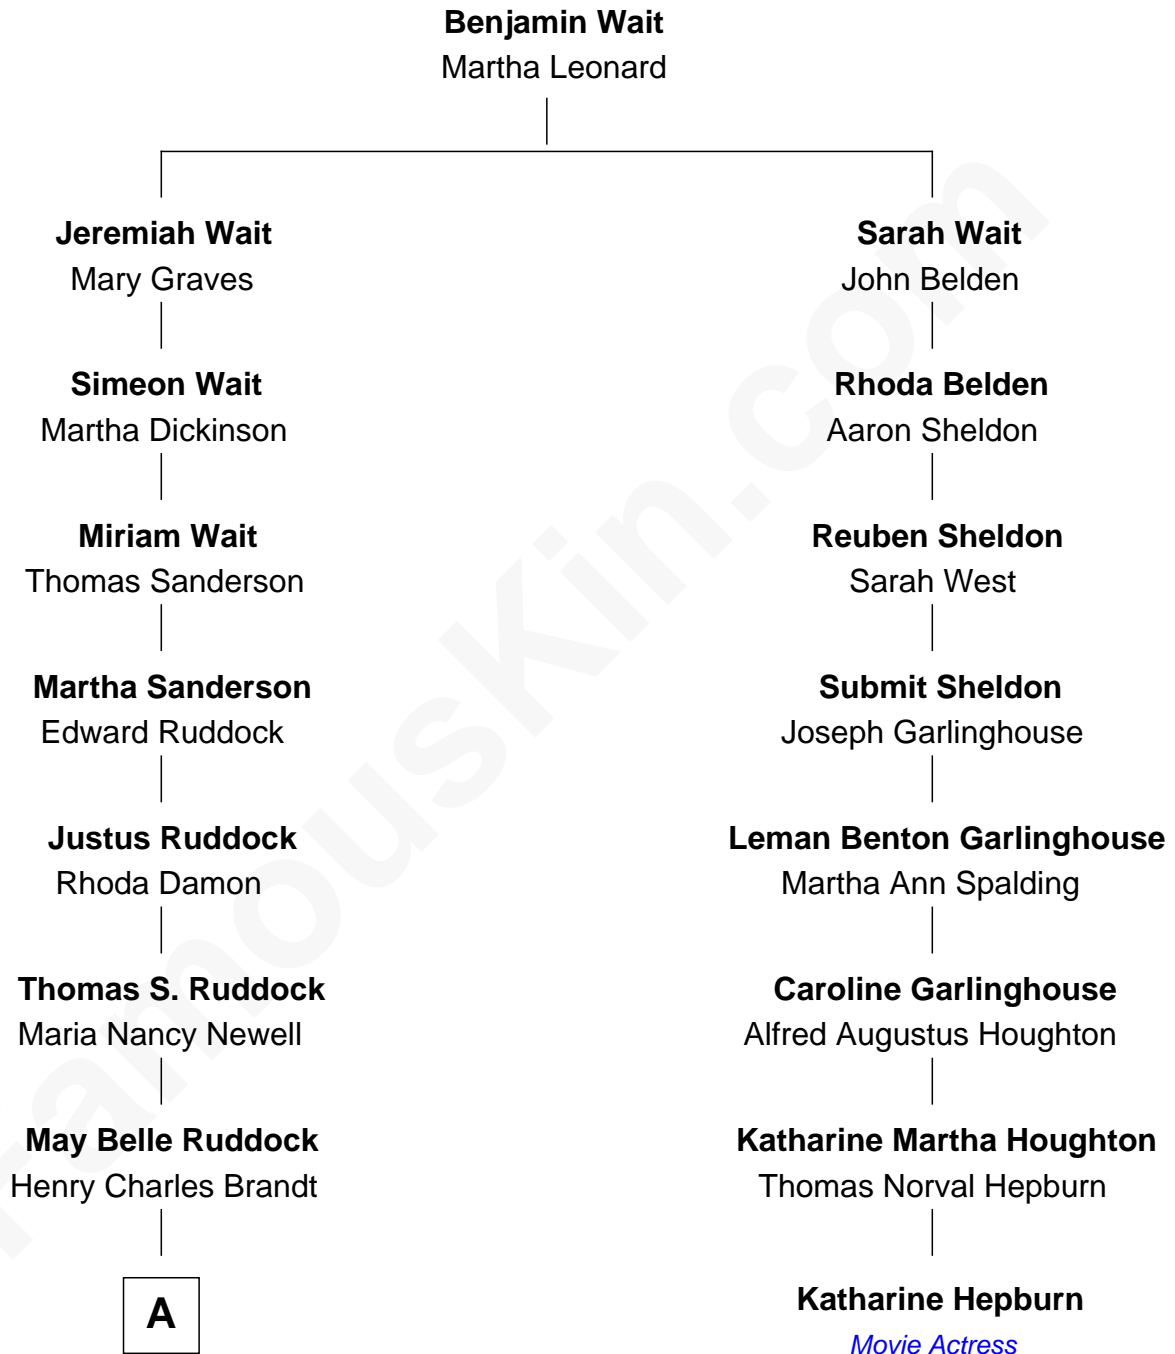 Benjamin Wait
Martha Leonard
Jeremiah Wait
Mary Graves
Sarah Wait
John Belden
Simeon Wait
Martha Dickinson
Rhoda Belden
Aaron Sheldon
Miriam Wait
Thomas Sanderson
Reuben Sheldon
Sarah West
Martha Sanderson
Edward Ruddock
Submit Sheldon
Joseph Garlinghouse
Justus Ruddock
Rhoda Damon
Leman Benton Garlinghouse
Martha Ann Spalding
Thomas S. Ruddock
Maria Nancy Newell
Caroline Garlinghouse
Alfred Augustus Houghton
May Belle Ruddock
Henry Charles Brandt
Katharine Martha Houghton
Thomas Norval Hepburn
A
Katharine Hepburn
Movie Actress
FamousKin.com